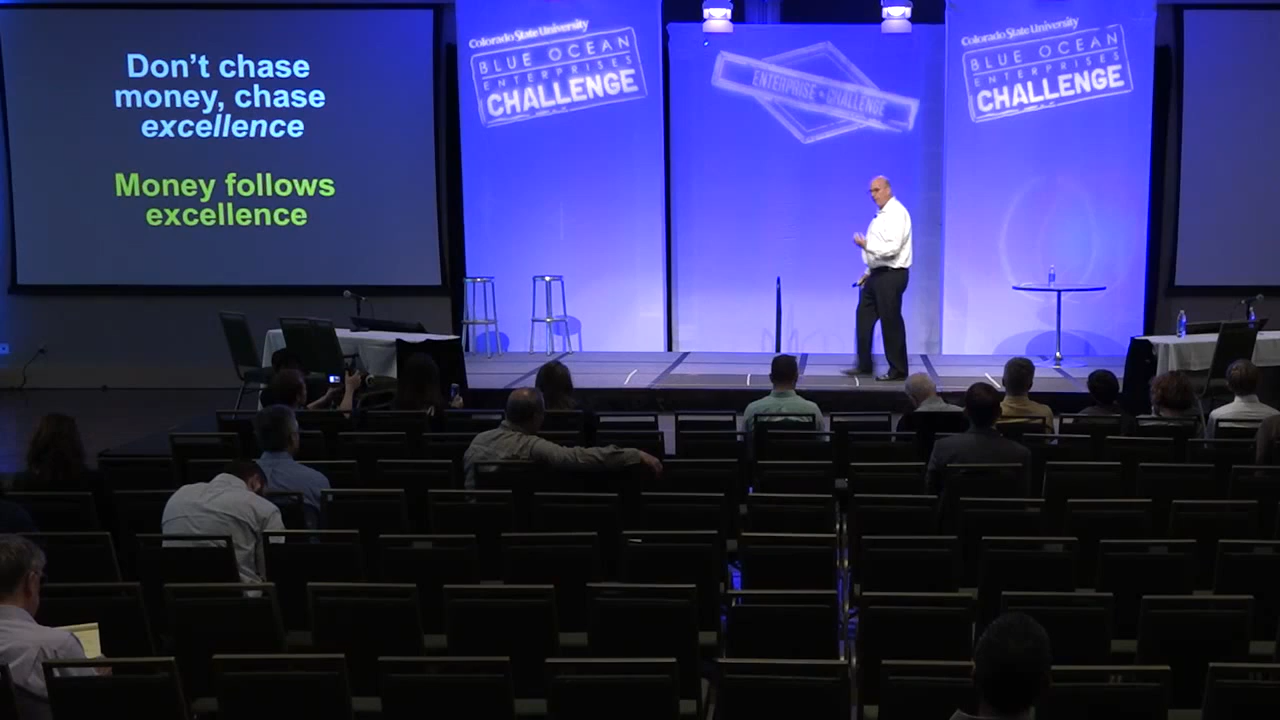 Don't chase
money, chase
excellence
Money follows
excellence
Colorado State University
BLUE OCEAN
ENTERPRISES
CHALLENGE
ENTERPRISE CHALLENGE
Colorado State University
BLUE OCEAN
ENTERPRISES
CHALLENGE